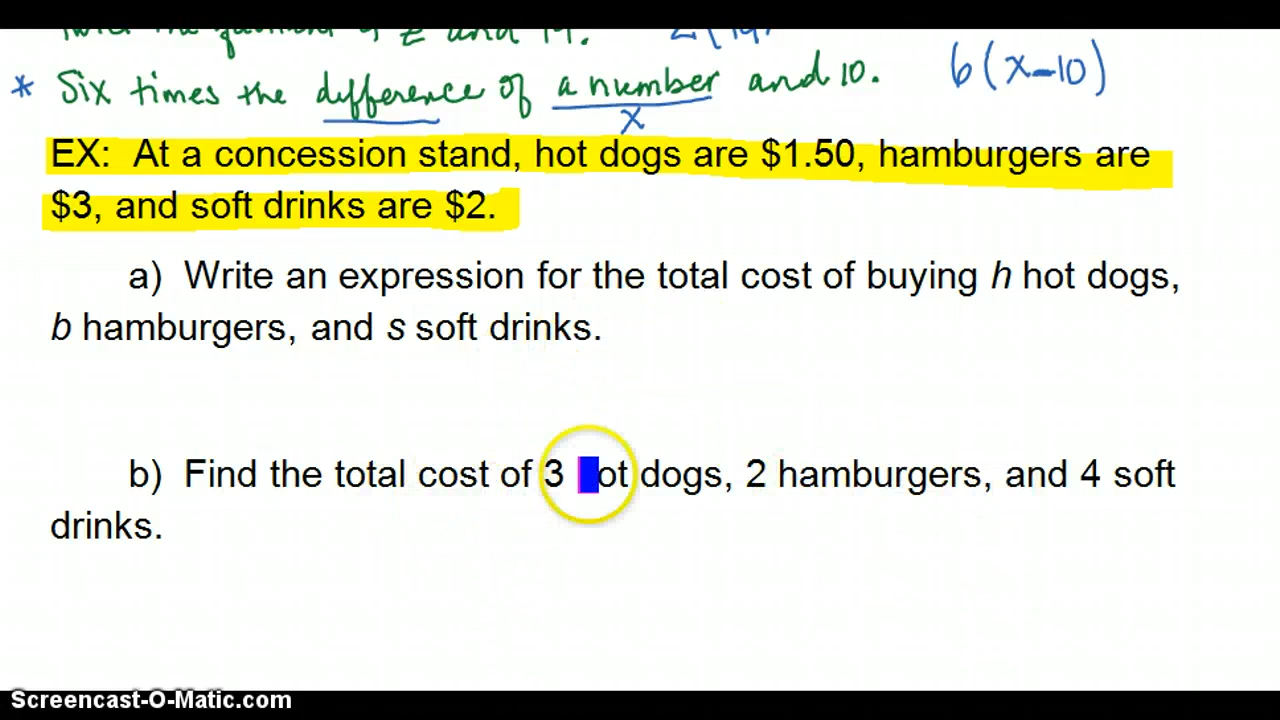 and 14.
* Six times the difference of a number and 10. 6(x-10)
x
EX: At a concession stand, hot dogs are $1.50, hamburgers are
$3, and soft drinks are $2.
a) Write an expression for the total cost of buying h hot dogs,
b hamburgers, and s soft drinks.
b) Find the total cost of 3 ot dogs, 2 hamburgers, and 4 soft
drinks.
Screencast-O-Matic.com